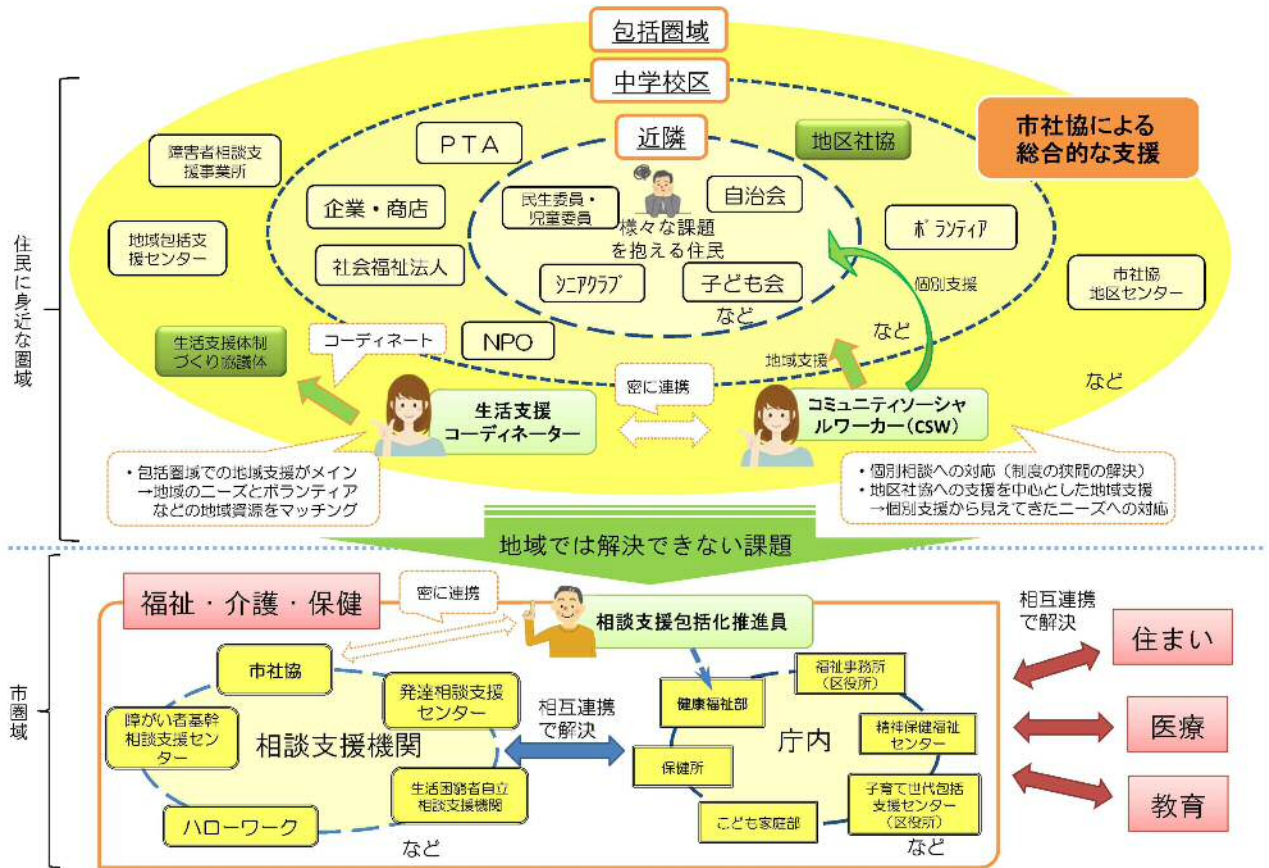 包括圏域
中学校区
近隣
市社協による
総合的な支援
地区社協
PTA
障害者相談支
援事業所
企業・商店
民生委員・
児童委員
自治会
様々な課題
を抱える住民
ボランティア
地域包括支
援センター
社会福祉法人
シニアクラブ
子ども会
など
個別支援
市社協
地区センター
住民に身近な圏域
生活支援体制
づくり協議体
コーディネート
NPO
密に連携
地域支援
など
など
生活支援
コーディネーター
コミュニティソーシャ
ルワーカー(CSW)
・包括圏域での地域支援がメイン
→地域のニーズとボランティア
などの地域資源をマッチング
・個別相談への対応（制度の狭間の解決）
・地区社協への支援を中心とした地域支援
→個別支援から見えてきたニーズへの対応
地域では解決できない課題
福祉・介護・保健
密に連携
相談支援包括化推進員
相互連携
で解決
住まい
医療
教育
市圏域
市社協
発達相談支援
センター
障がい者基幹
相談支援セン
ター
相談支援機関
生活困窮者自立
相談支援機関
ハローワーク
など
相互連携
で解決
健康福祉部
福祉事務所
（区役所）
庁内
精神保健福祉
センター
保健所
子育て世代包括
支援センター
（区役所）
こども家庭部
など